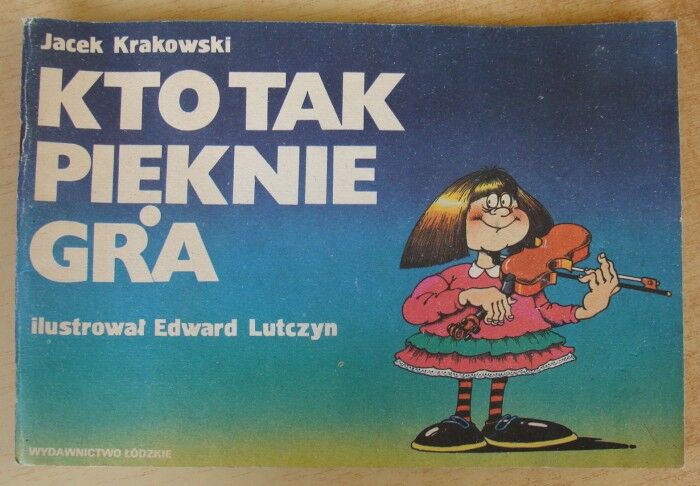 Jacek Krakowski
KTO TAK
PIĘKNIE
GRA
ilustrował Edward Lutczyn
WYDAWNICTWO ŁÓDZKIE